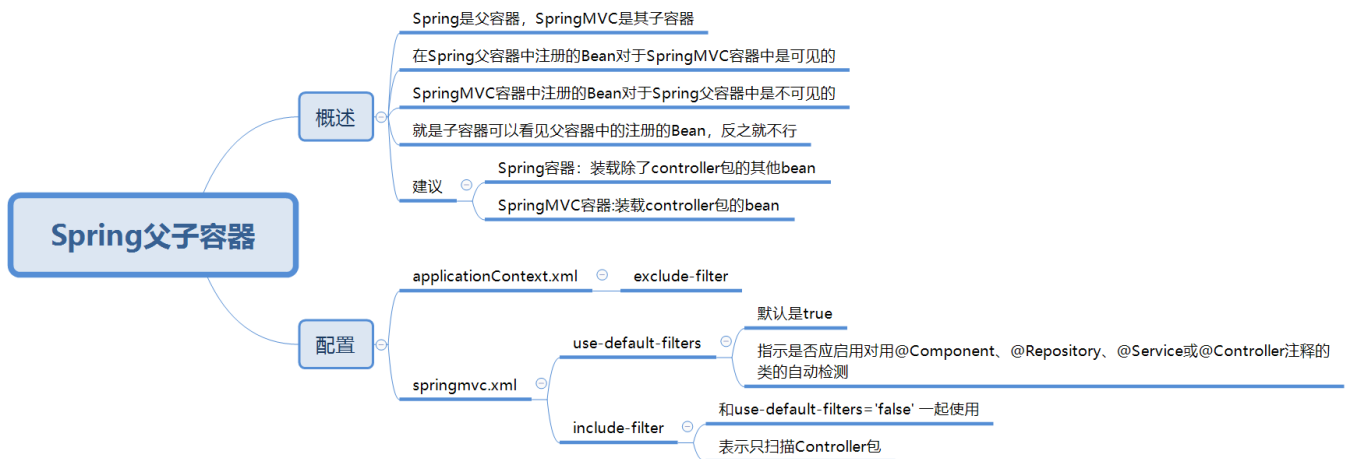 Spring父子容器
概述
Spring是父容器，SpringMVC是其子容器
在Spring父容器中注册的Bean对于SpringMVC容器中是可见的
SpringMVC容器中注册的Bean对于Spring父容器中是不可见的
就是子容器可以看见父容器中的注册的Bean，反之就不行
建议
Spring容器：装载除了controller包的其他bean
SpringMVC容器:装载controller包的bean
配置
applicationContext.xml
exclude-filter
springmvc.xml
use-default-filters
默认是true
指示是否应启用对用@Component、@Repository、@Service或@Controller注释的
类的自动检测
include-filter
和use-default-filters='false' 一起使用
表示只扫描Controller包